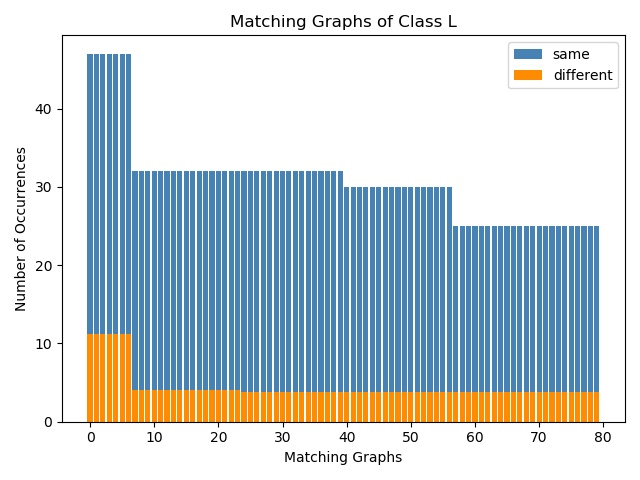 Matching Graphs of Class L
same
different
Number of Occurrences
40
30
20
10
0
0 10 20 30 40 50 60 70 80
Matching Graphs